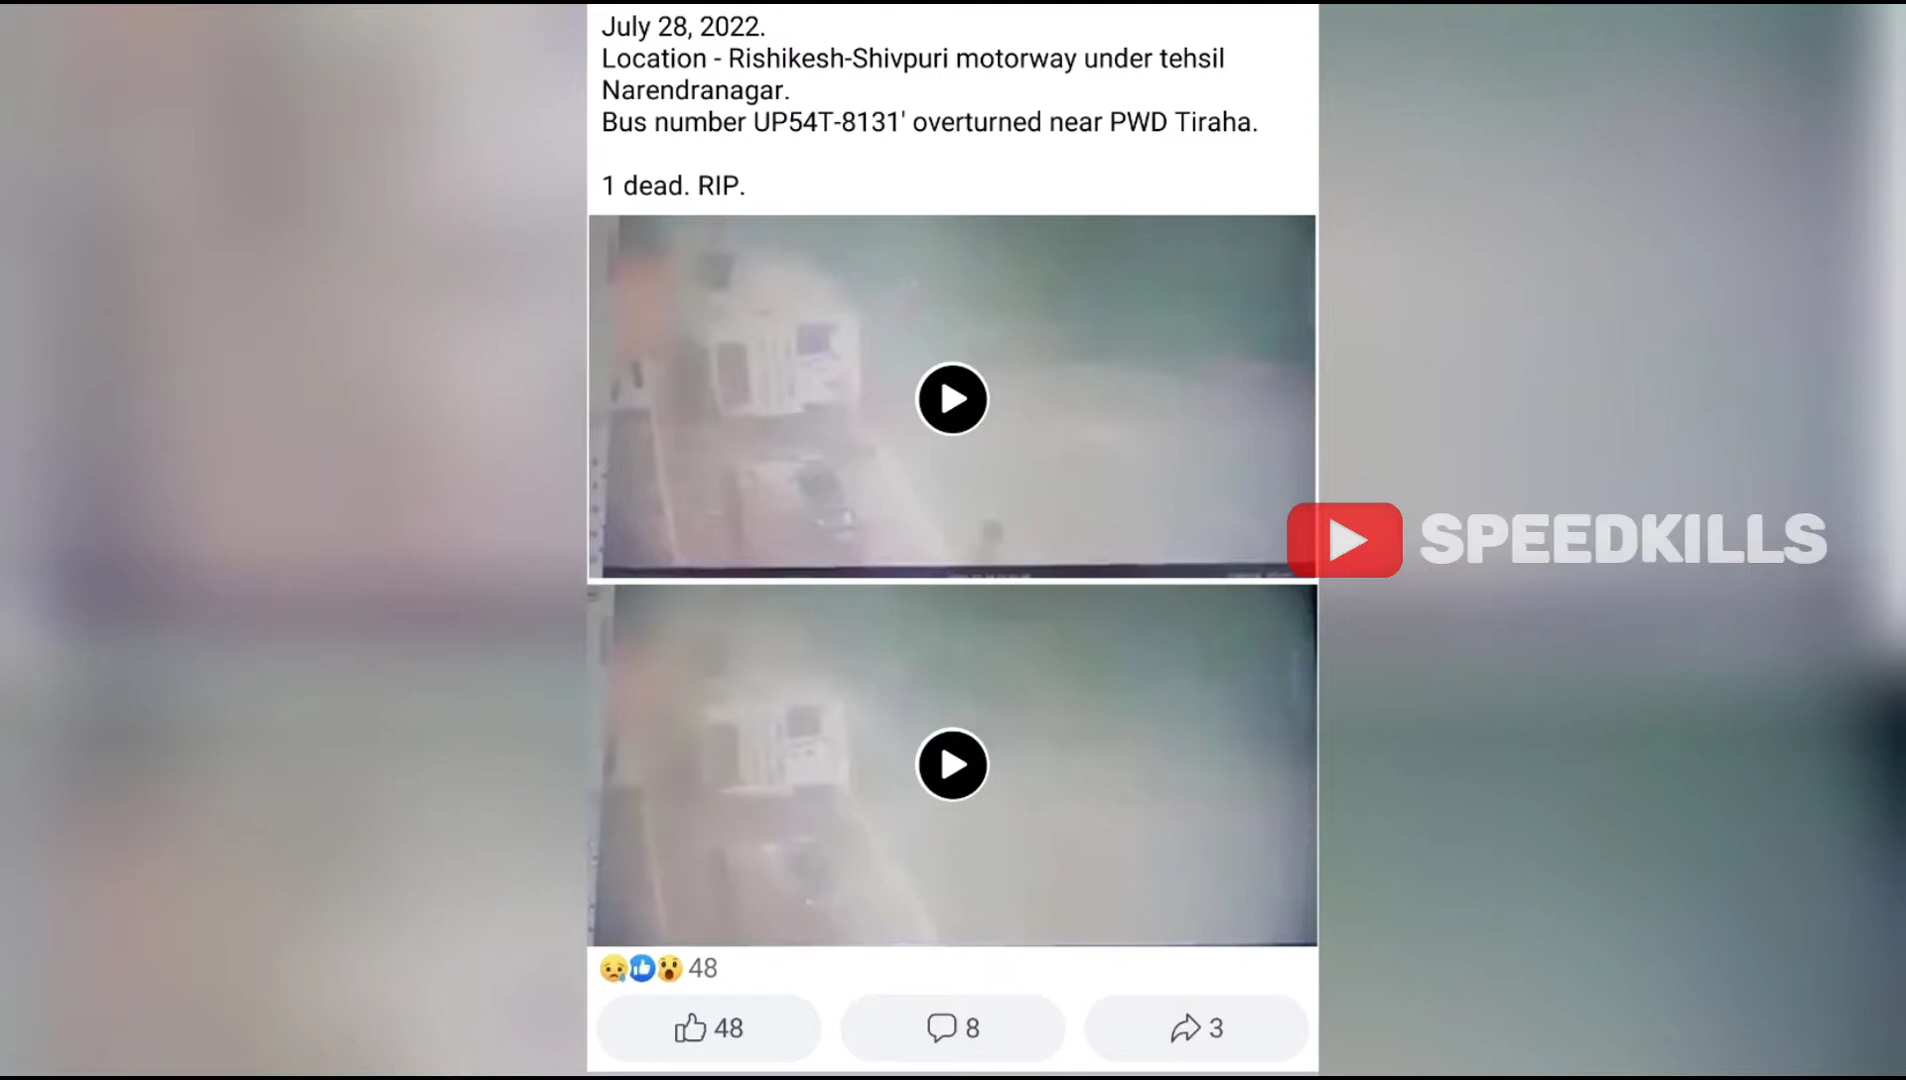 July 28, 2022.
Location - Rishikesh-Shivpuri motorway under tehsil
Narendranagar.
Bus number UP54T-8131' overturned near PWD Tiraha.
1 dead. RIP.
SPEEDKILLS
48
48
8
3